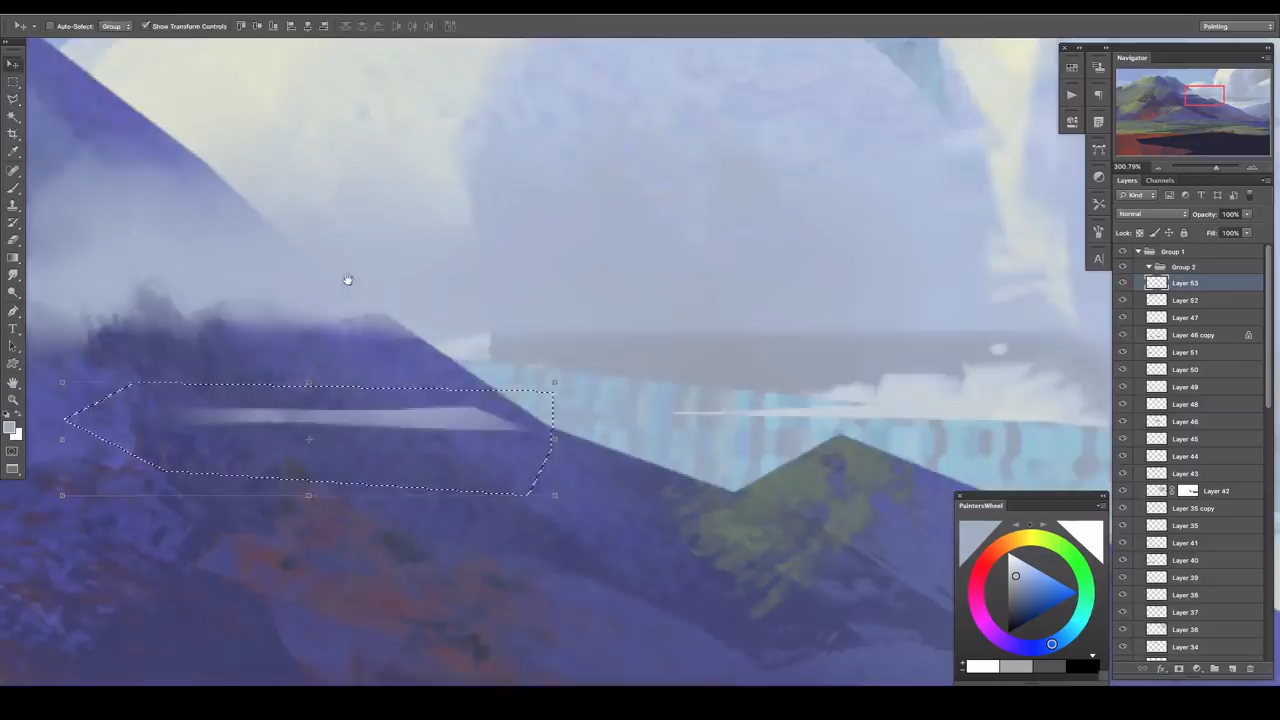 Auto-Select: Group Show Transform Controls Painting
Navigator
300.79%
Layers Channels
Kind T
Normal Opacity: 100%
Lock: Fill: 100%
Group 1
Group 2
Layer 53
Layer 52
Layer 47
Layer 46 copy
Layer 51
Layer 50
Layer 49
Layer 48
Layer 46
Layer 45
Layer 44
Layer 43
Layer 42
Layer 35 copy
Layer 35
Layer 41
Layer 40
Layer 39
Layer 38
Layer 37
Layer 36
Layer 34
fx
PaintersWheel
A
T